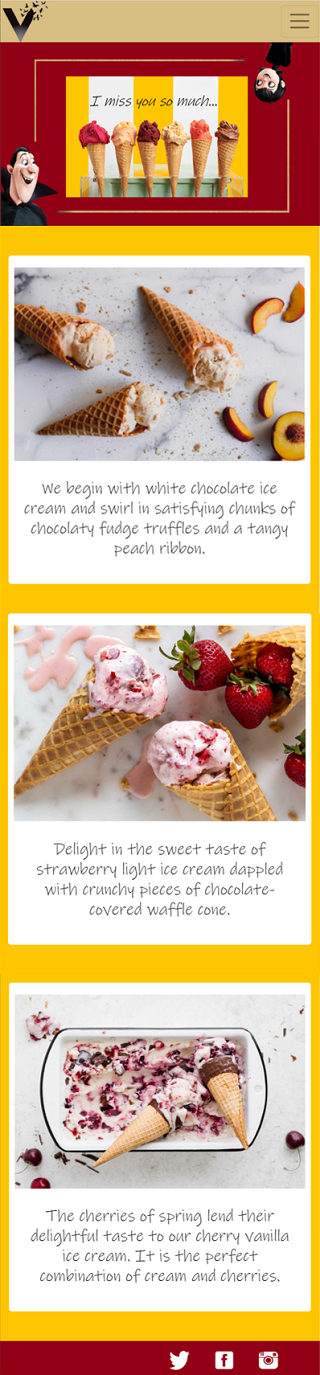 V
I miss you so much...
We begin with white chocolate ice
cream and swirl in satisfying chunks of
chocolaty fudge truffles and a tangy
peach ribbon.
Delight in the sweet taste of
strawberry light ice cream dappled
with crunchy pieces of chocolate-
covered waffle cone.
The cherries of spring lend their
delightful taste to our cherry vanilla
ice cream. It is the perfect
combination of cream and cherries.